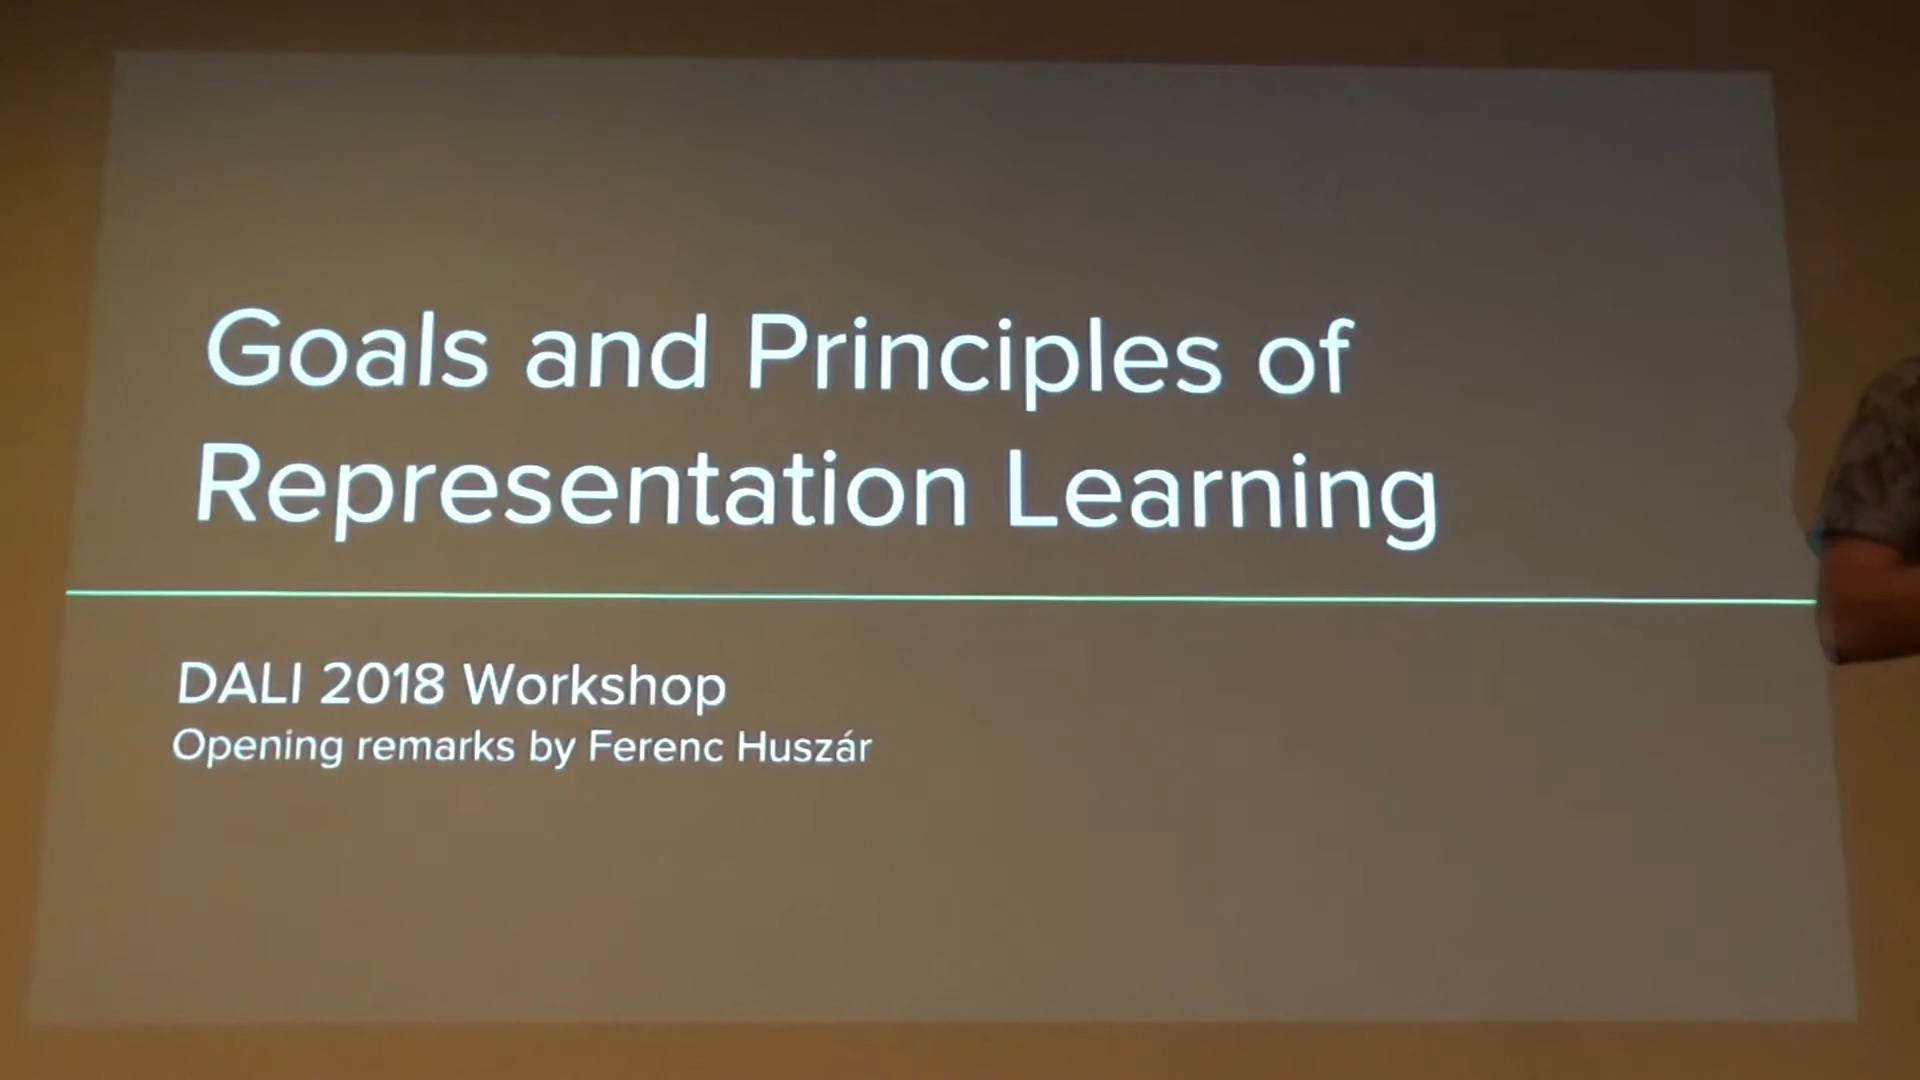 Goals and Principles of
Representation Learning
DALI 2018 Workshop
Opening remarks by Ferenc Huszár